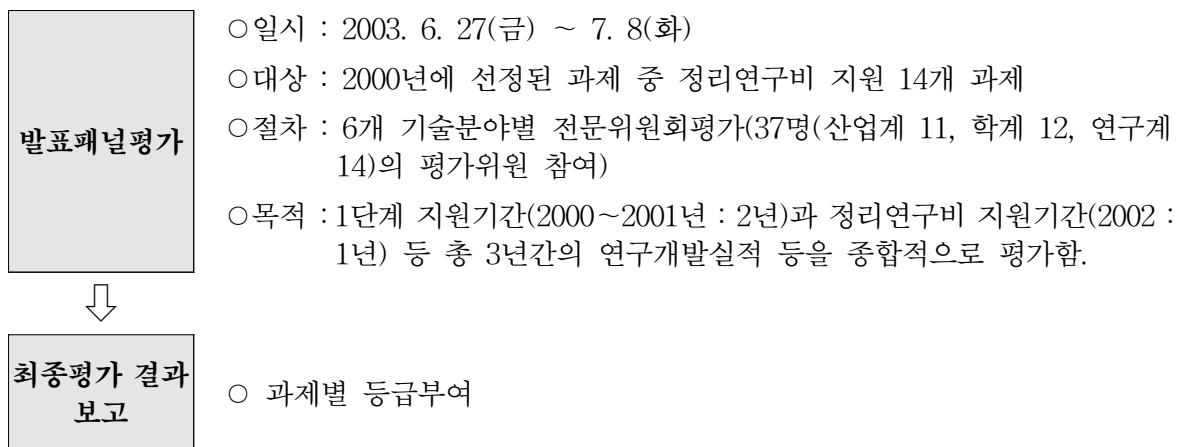 발표패널평가
○일시 : 2003. 6. 27(금) ~ 7. 8(화)
○대상 : 2000년에 선정된 과제 중 정리연구비 지원 14개 과제
○절차 : 6개 기술분야별 전문위원회평가(37명(산업계 11, 학계 12, 연구계
14)의 평가위원 참여)
○목적 : 1단계 지원기간(2000～2001년 : 2년)과 정리연구비 지원기간(2002 :
1년) 등 총 3년간의 연구개발실적 등을 종합적으로 평가함.
최종평가 결과
보고
○ 과제별 등급부여